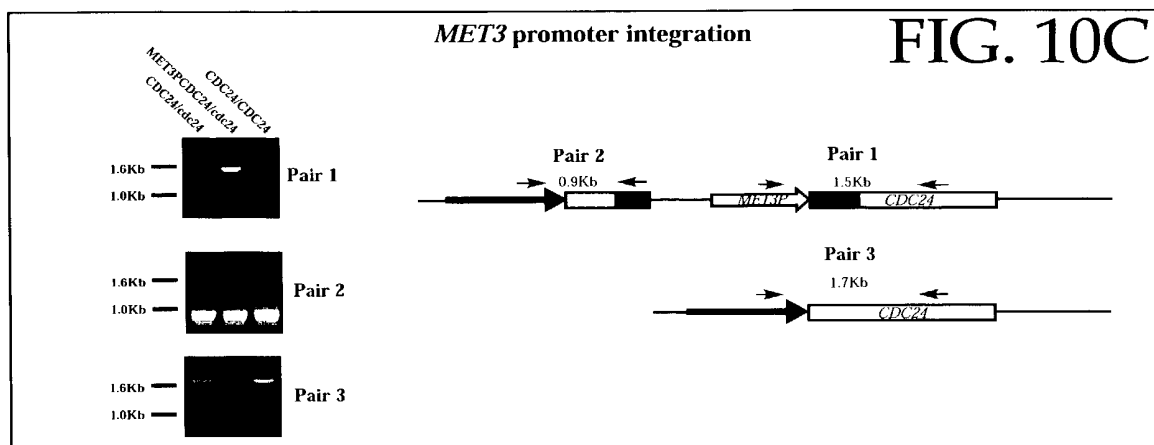 MET3 promoter integration
FIG. 10C
CDC24/cdc24
MET3PCDC24/cdc24
CDC24/CDC24
1.6Kb
1.0Kb
Pair 1
1.6Kb
1.0Kb
Pair 2
1.6Kb
1.0Kb
Pair 3
Pair 2
0.9Kb
Pair 1
1.5Kb
MET3P
CDC24
Pair 3
1.7Kb
CDC24